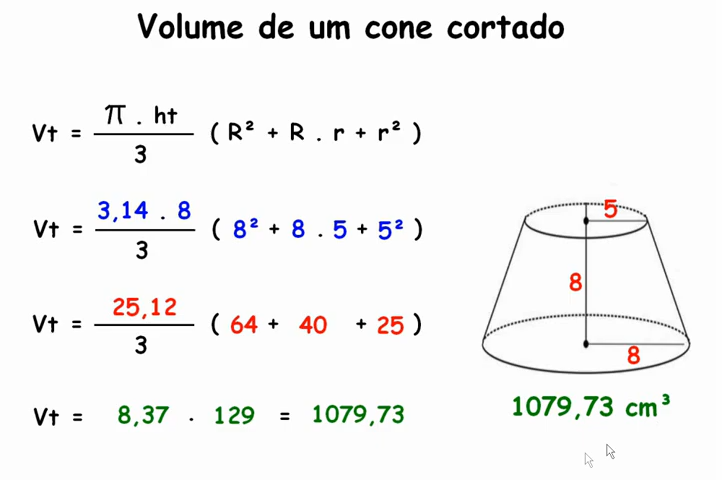 Volume de um cone cortado
Vt = π . ht / 3 ( R² + R . r + r² )
Vt = 3,14 . 8 / 3 ( 8² + 8 . 5 + 5² )
Vt = 25,12 / 3 ( 64 + 40 + 25 )
Vt = 8,37 . 129 = 1079,73
5
8
8
1079,73 cm³